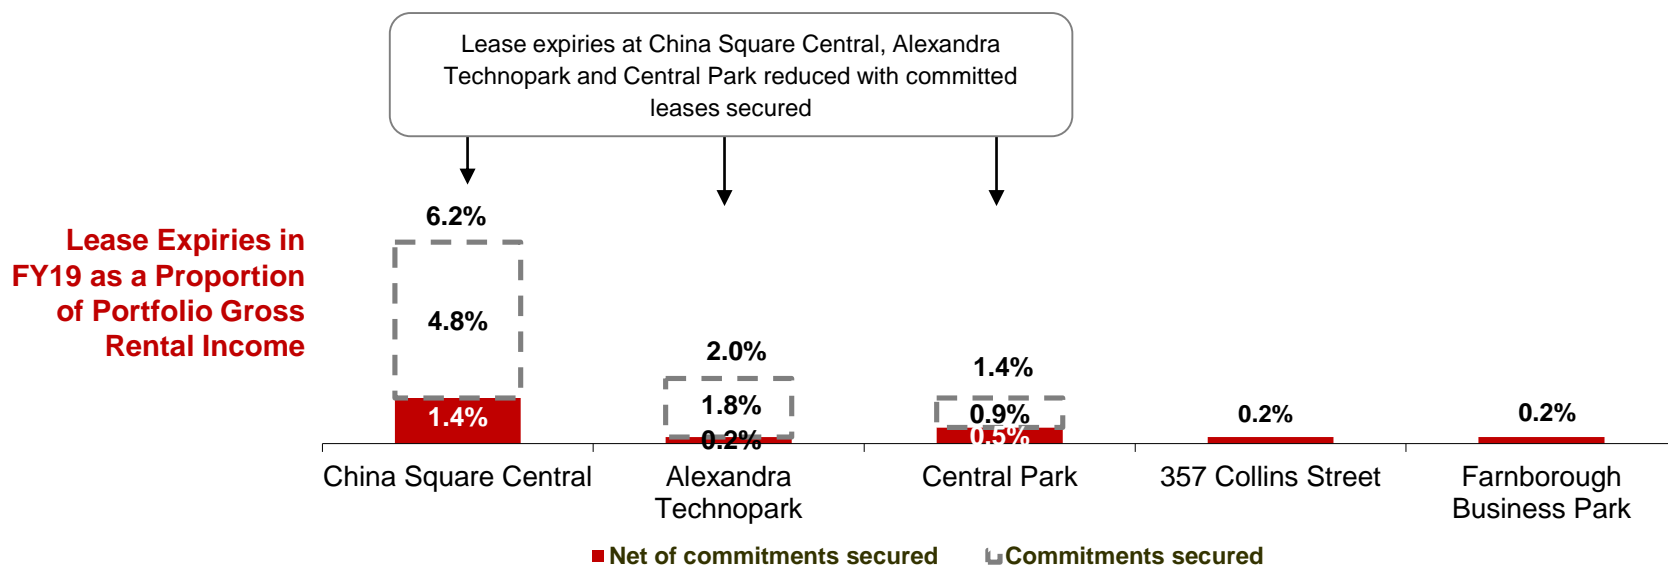 Lease expiries at China Square Central, Alexandra
Technopark and Central Park reduced with committed
leases secured
Lease Expiries in
FY19 as a Proportion
of Portfolio Gross
Rental Income
6.2%
4.8%
1.4%
2.0%
1.8%
0.2%
1.4%
0.9%
0.5%
0.2%
0.2%
China Square Central
Alexandra
Technopark
Central Park
357 Collins Street
Farnborough
Business Park
Net of commitments secured
Commitments secured